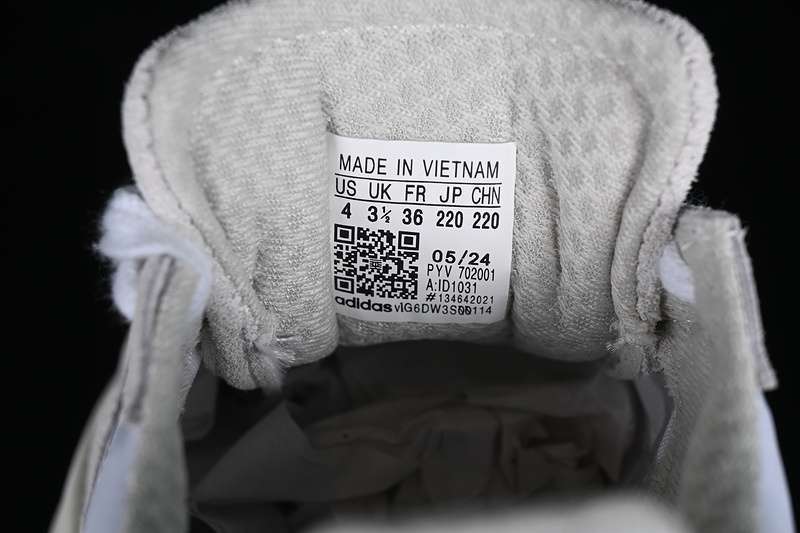 MADE IN VIETNAM
US UK FR JP CHN
4 3½ 36 220 220
05/24
PYV 702001
A:ID1031
#134642021
adidas vIG6DW3S00114